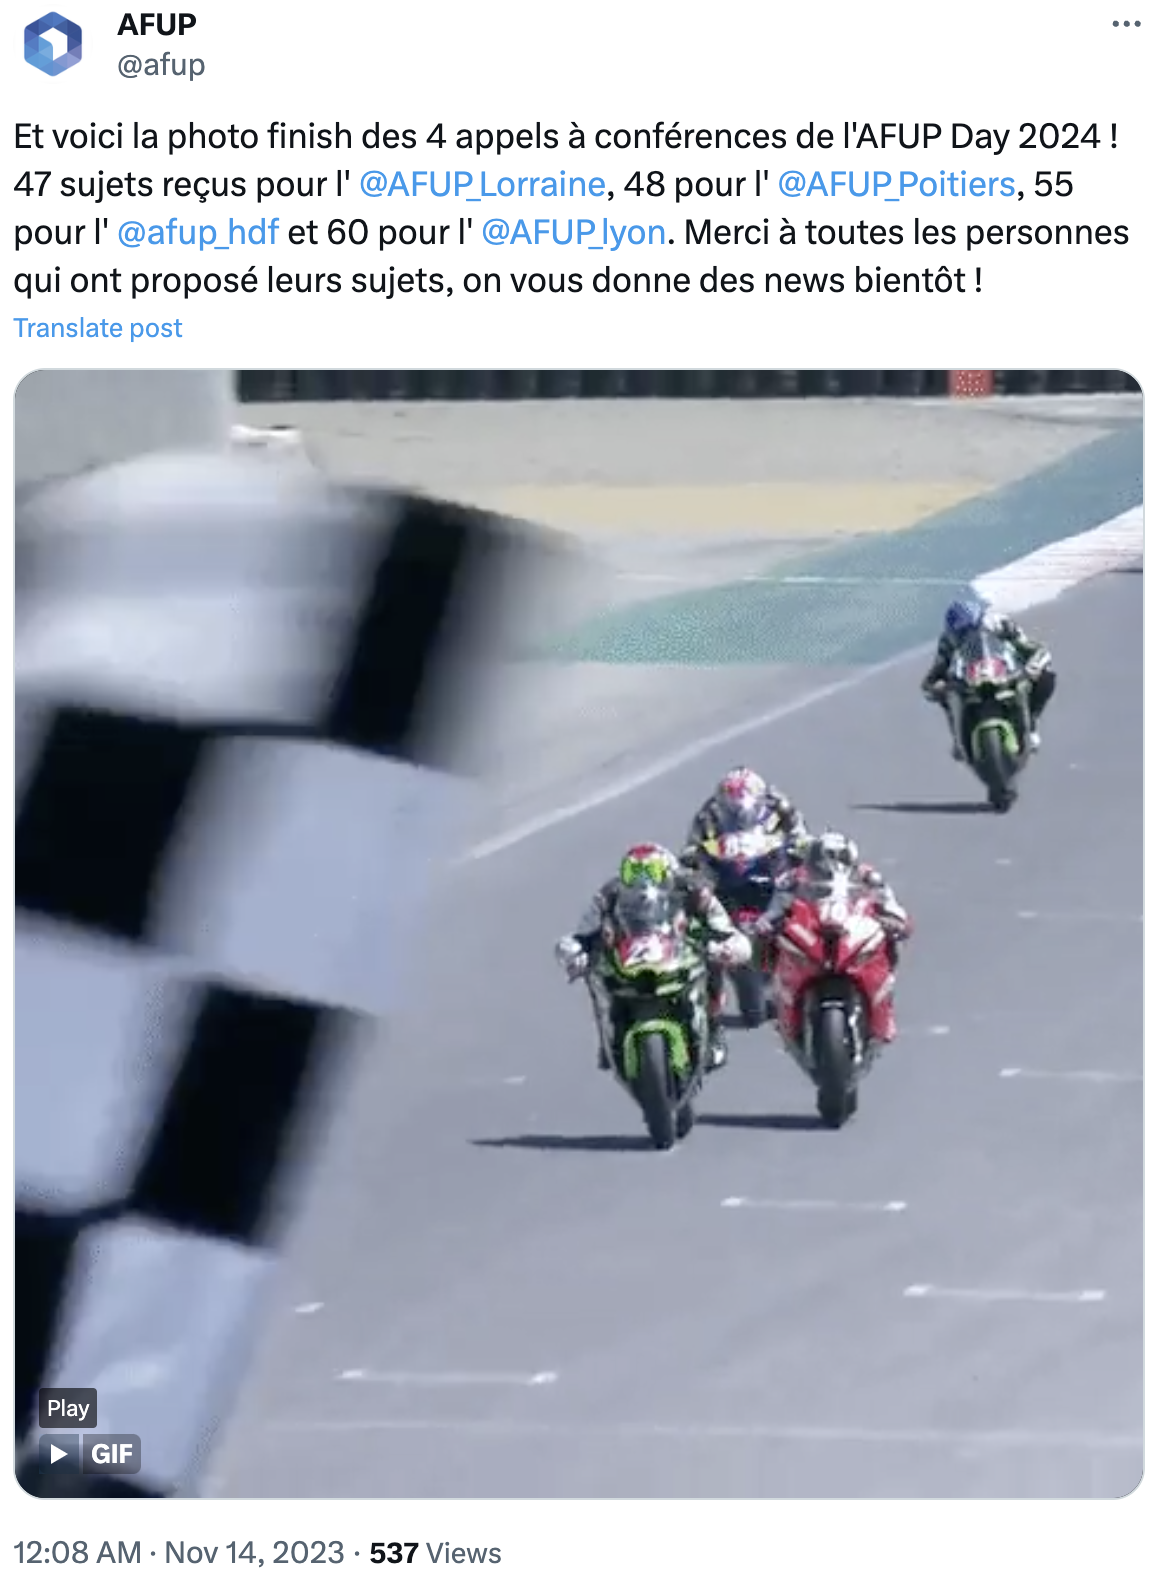 AFUP
@afup
Et voici la photo finish des 4 appels à conférences de l'AFUP Day 2024 !
47 sujets reçus pour l' @AFUP_Lorraine, 48 pour l' @AFUP_Poitiers, 55
pour l' @afup_hdf et 60 pour l' @AFUP_lyon. Merci à toutes les personnes
qui ont proposé leurs sujets, on vous donne des news bientôt !
Translate post
Play
GIF
12:08 AM · Nov 14, 2023 · 537 Views